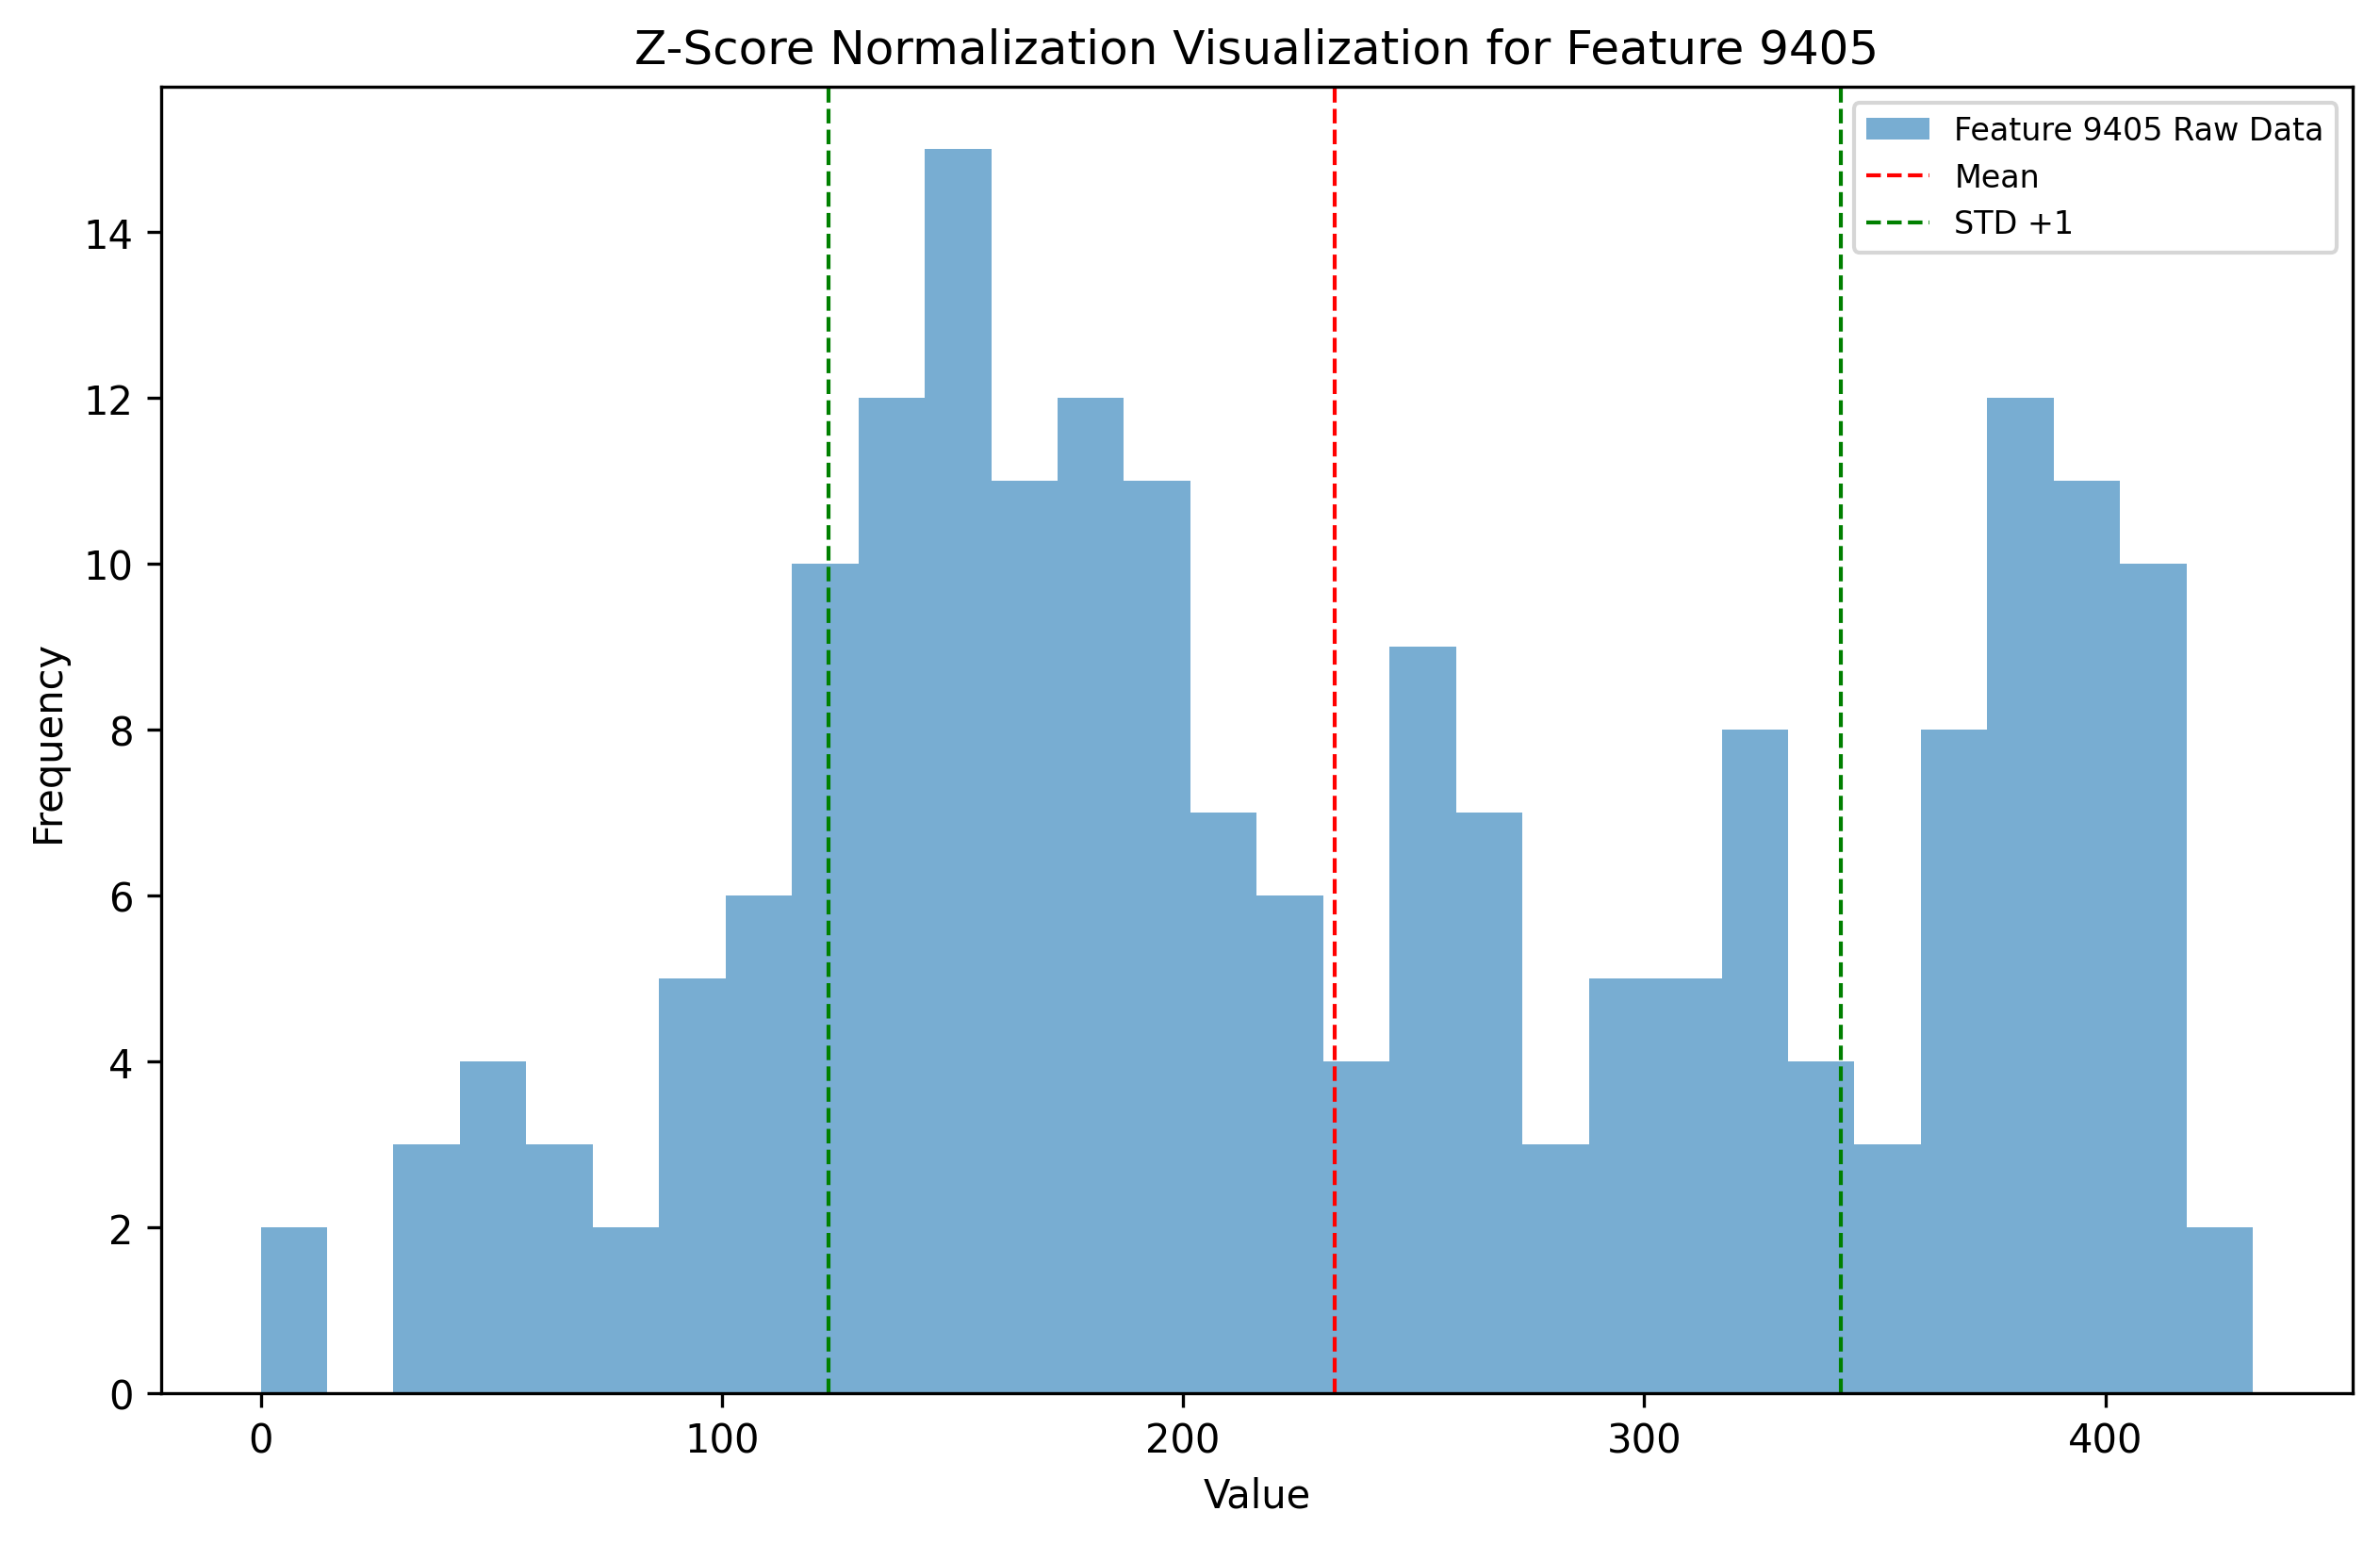 Z-Score Normalization Visualization for Feature 9405
Feature 9405 Raw Data
Mean
STD +1
14
12
10
8
6
4
2
0
Frequency
0 100 200 300 400
Value